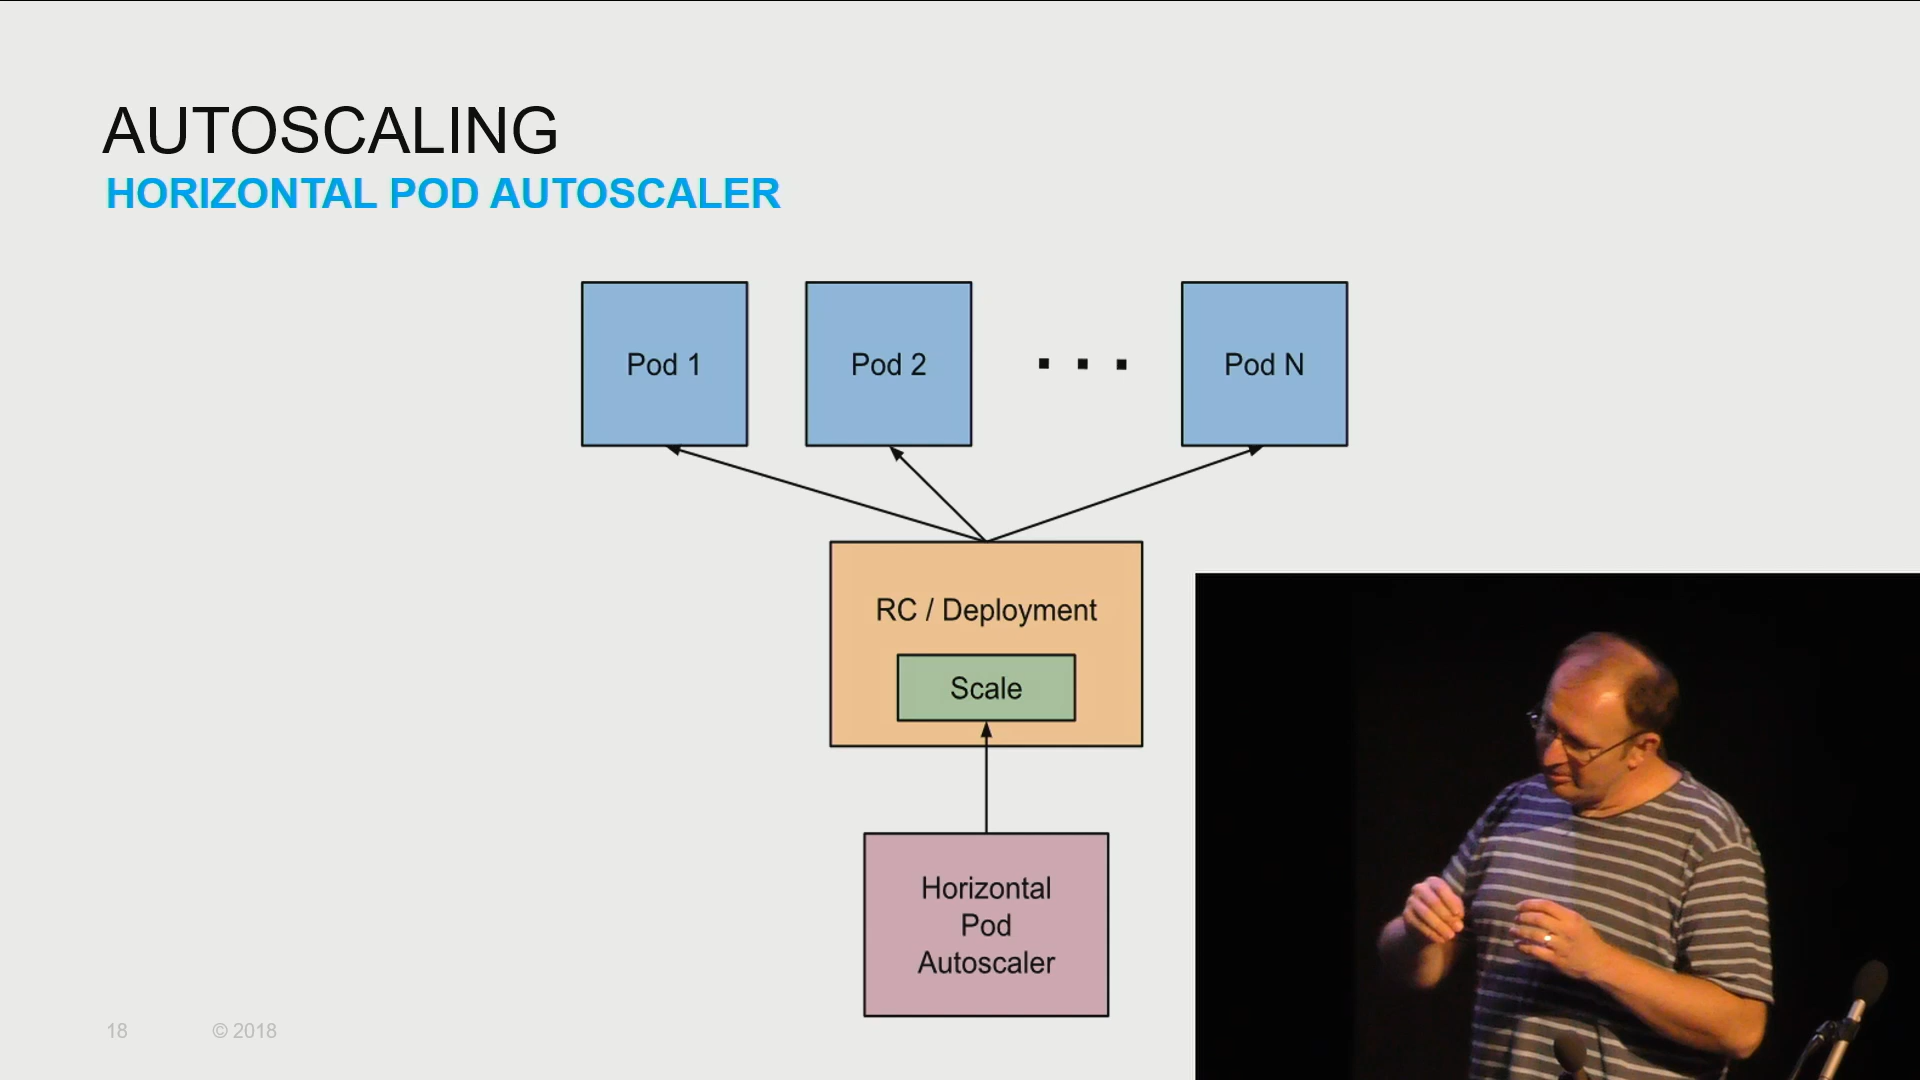 AUTOSCALING
HORIZONTAL POD AUTOSCALER
Pod 1
Pod 2
Pod N
RC / Deployment
Scale
Horizontal
Pod
Autoscaler
18
© 2018